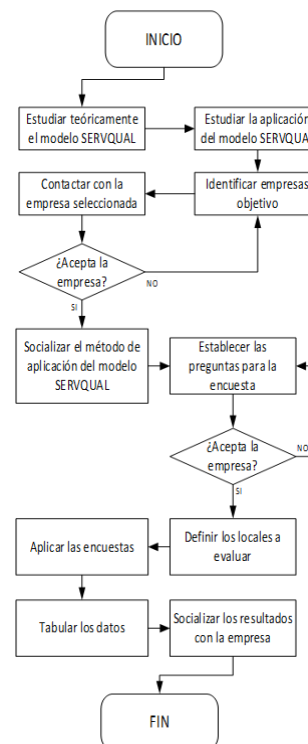 INICIO
Estudiar teóricamente
el modelo SERVQUAL
Estudiar la aplicación
del modelo SERVQUAL
Contactar con la
empresa seleccionada
Identificar empresas
objetivo
¿Acepta la
empresa?
NO
SI
Socializar el método de
aplicación del modelo
SERVQUAL
Establecer las
preguntas para la
encuesta
¿Acepta la
empresa?
NO
SI
Aplicar las encuestas
Definir los locales a
evaluar
Tabular los datos
Socializar los resultados
con la empresa
FIN